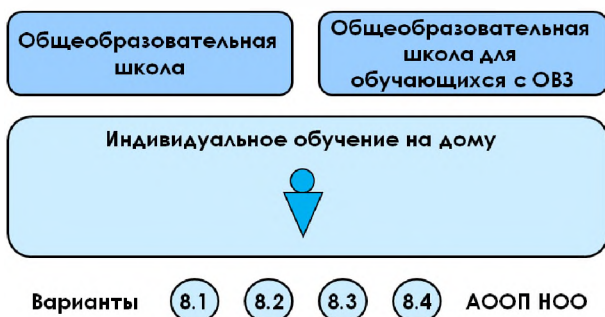 Общеобразовательная
школа
Общеобразовательная
школа для
обучающихся с ОВЗ
Индивидуальное обучение на дому
Варианты 8.1 8.2 8.3 8.4 АООП НОО